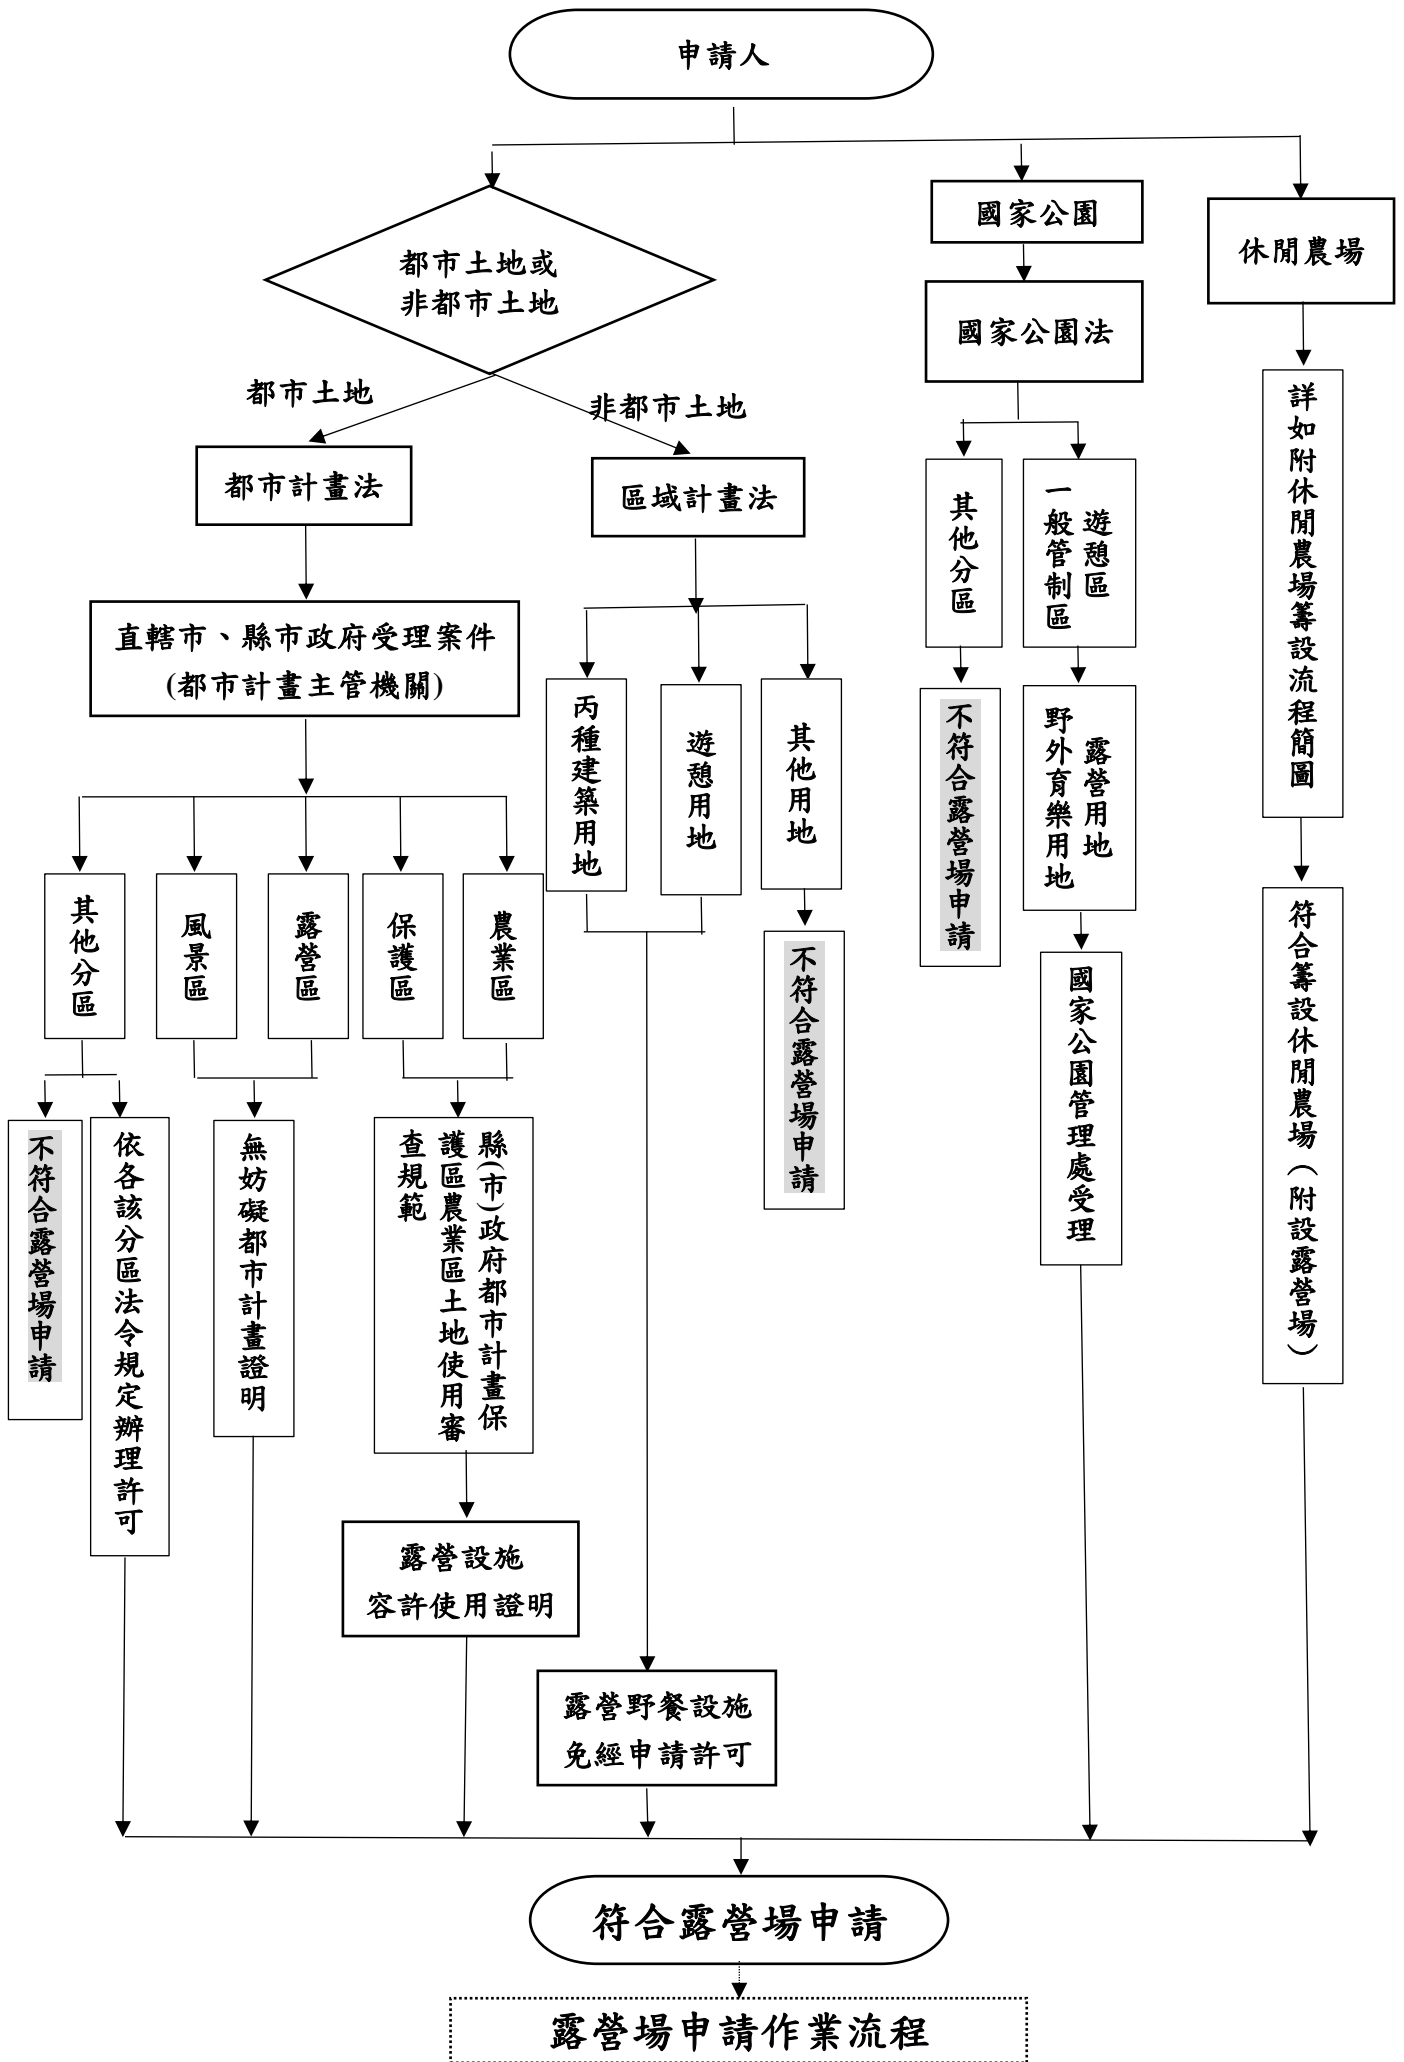 申請人
都市土地或
非都市土地
國家公園
休閒農場
國家公園法
都市土地
非都市土地
都市計畫法
區域計畫法
直轄市、縣市政府受理案件
(都市計畫主管機關)
其他分區
遊憩區
一般管制區
詳如附休閒農場籌設流程簡圖
丙種建築用地
遊憩用地
其他用地
不符合露營場申請
露營用地
野外育樂用地
其他分區
風景區
露營區
保護區
農業區
不符合露營場申請
國家公園管理處受理
符合籌設休閒農場（附設露營場）
不符合露營場申請
依各該分區法令規定辦理許可
無妨礙都市計畫證明
縣(市)政府都市計畫保
護區農業區土地使用審
查規範
露營設施
容許使用證明
露營野餐設施
免經申請許可
符合露營場申請
露營場申請作業流程